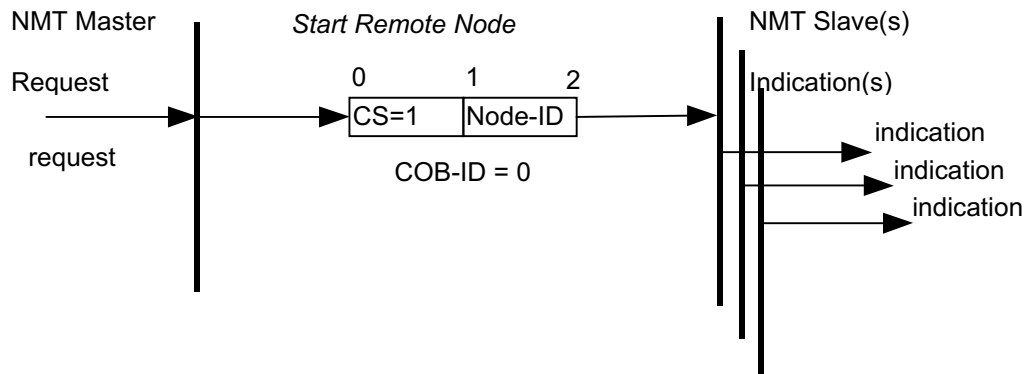 NMT Master
Start Remote Node
NMT Slave(s)
Request
0 1 2
Indication(s)
CS=1 Node-ID
request
COB-ID = 0
indication
indication
indication